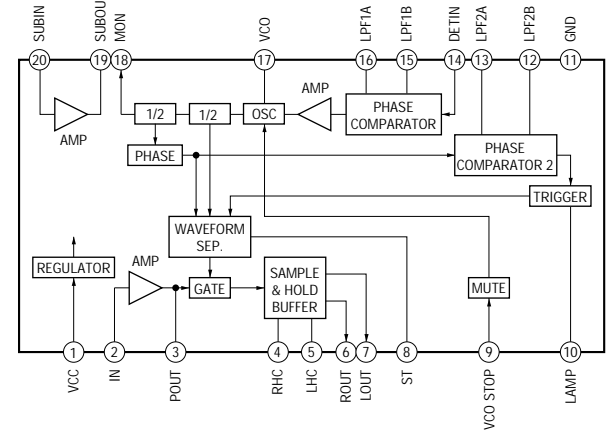 SUBIN
SUBOU
MON
VCO
LPF1A
LPF1B
DETIN
LPF2A
LPF2B
GND
20
19
18
17
16
15
14
13
12
11
AMP
1/2
1/2
OSC
AMP
PHASE
COMPARATOR
PHASE
PHASE
COMPARATOR 2
TRIGGER
WAVEFORM
SEP.
REGULATOR
AMP
GATE
SAMPLE
& HOLD
BUFFER
MUTE
1
2
3
4
5
6
7
8
9
10
VCC
IN
POUT
RHC
LHC
ROUT
LOUT
ST
VCO STOP
LAMP